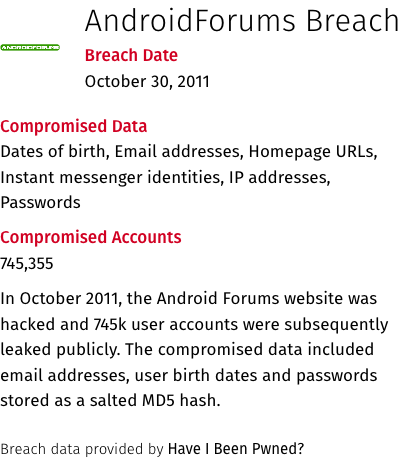 AndroidForums Breach
ANDROIDFORUMS
Breach Date
October 30, 2011
Compromised Data
Dates of birth, Email addresses, Homepage URLs,
Instant messenger identities, IP addresses,
Passwords
Compromised Accounts
745,355
In October 2011, the Android Forums website was
hacked and 745k user accounts were subsequently
leaked publicly. The compromised data included
email addresses, user birth dates and passwords
stored as a salted MD5 hash.
Breach data provided by Have I Been Pwned?